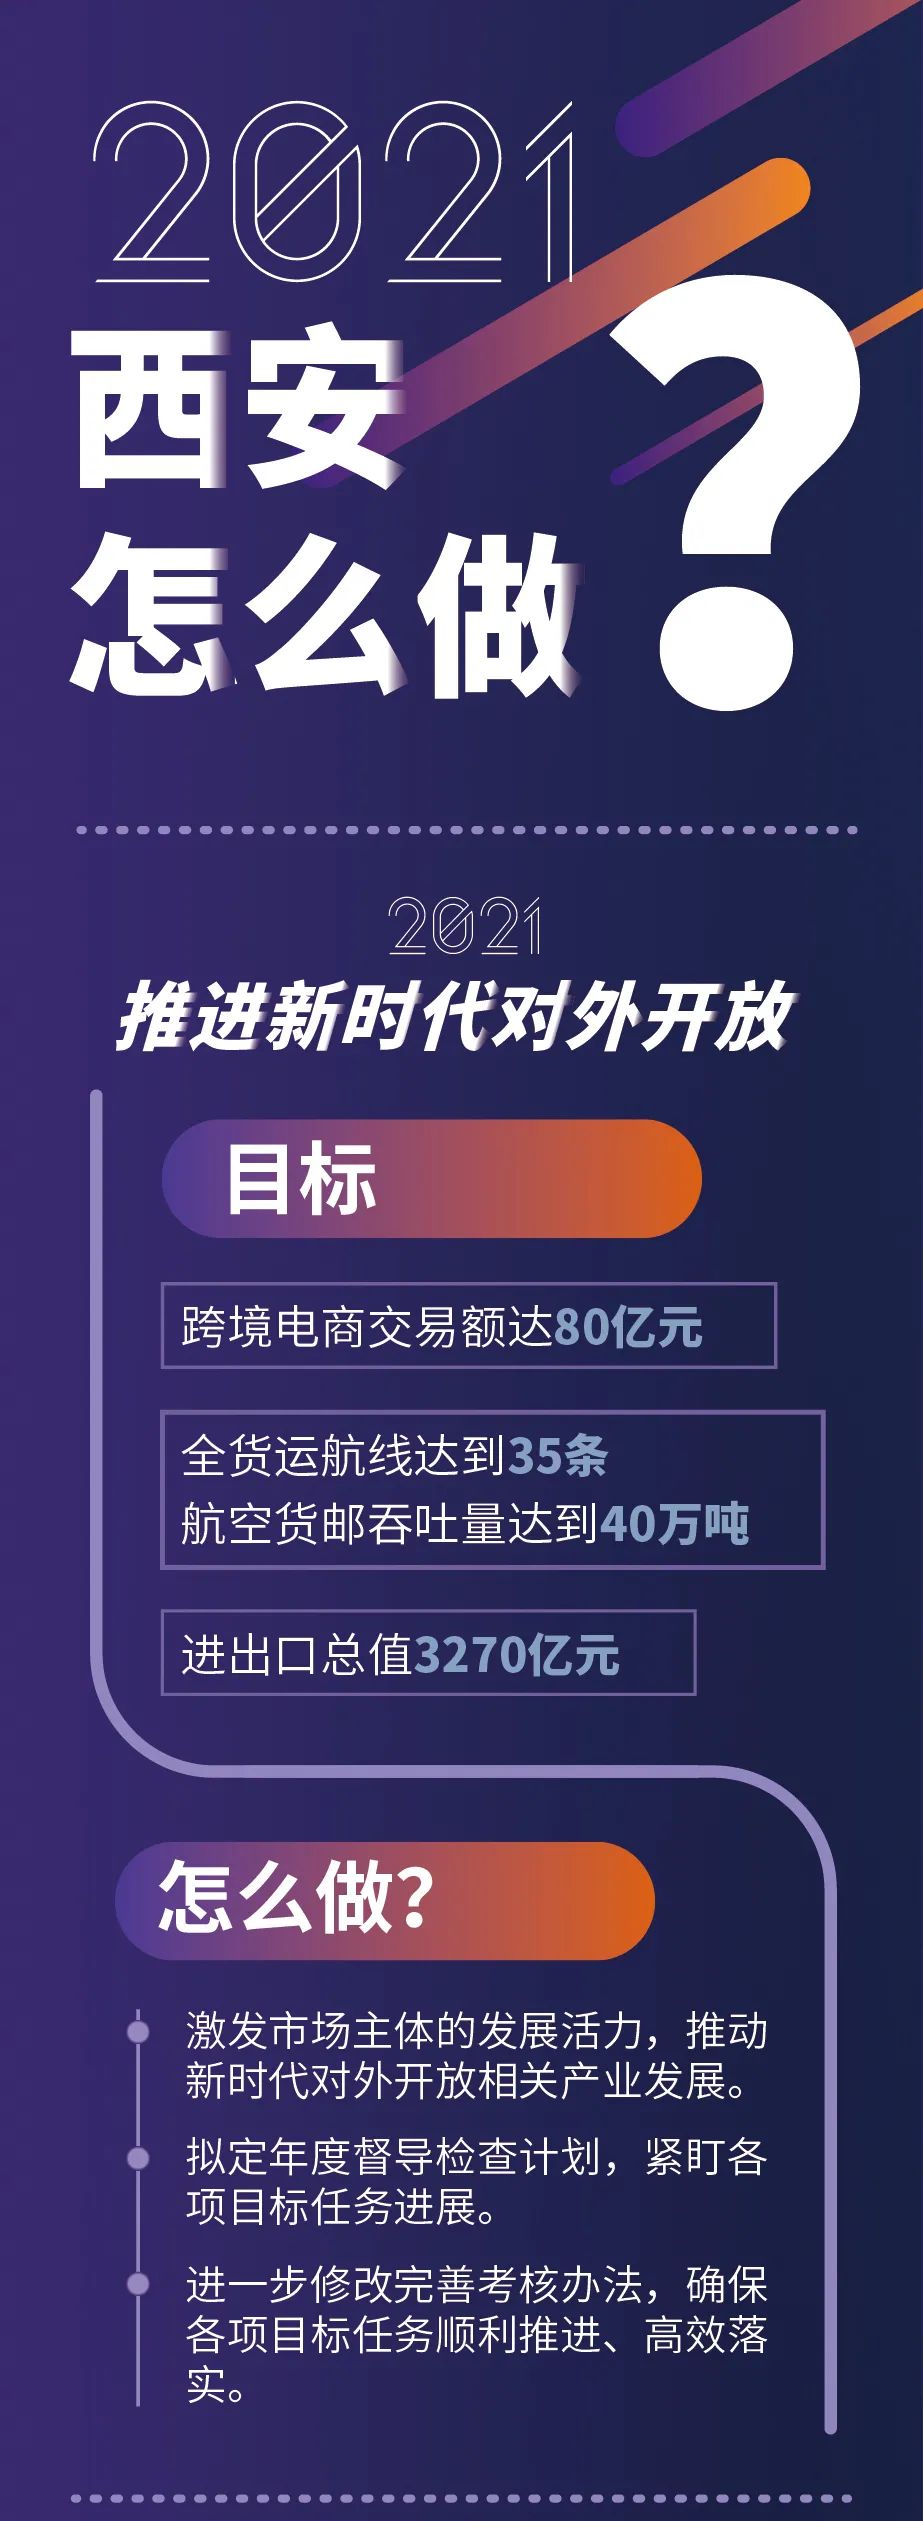 2021
西安
怎么做?
2021
推进新时代对外开放
目标
跨境电商交易额达80亿元
全货运航线达到35条
航空货邮吞吐量达到40万吨
进出口总值3270亿元
怎么做?
激发市场主体的发展活力，推动
新时代对外开放相关产业发展。
拟定年度督导检查计划，紧盯各
项目标任务进展。
进一步修改完善考核办法，确保
各项目标任务顺利推进、高效落
实。